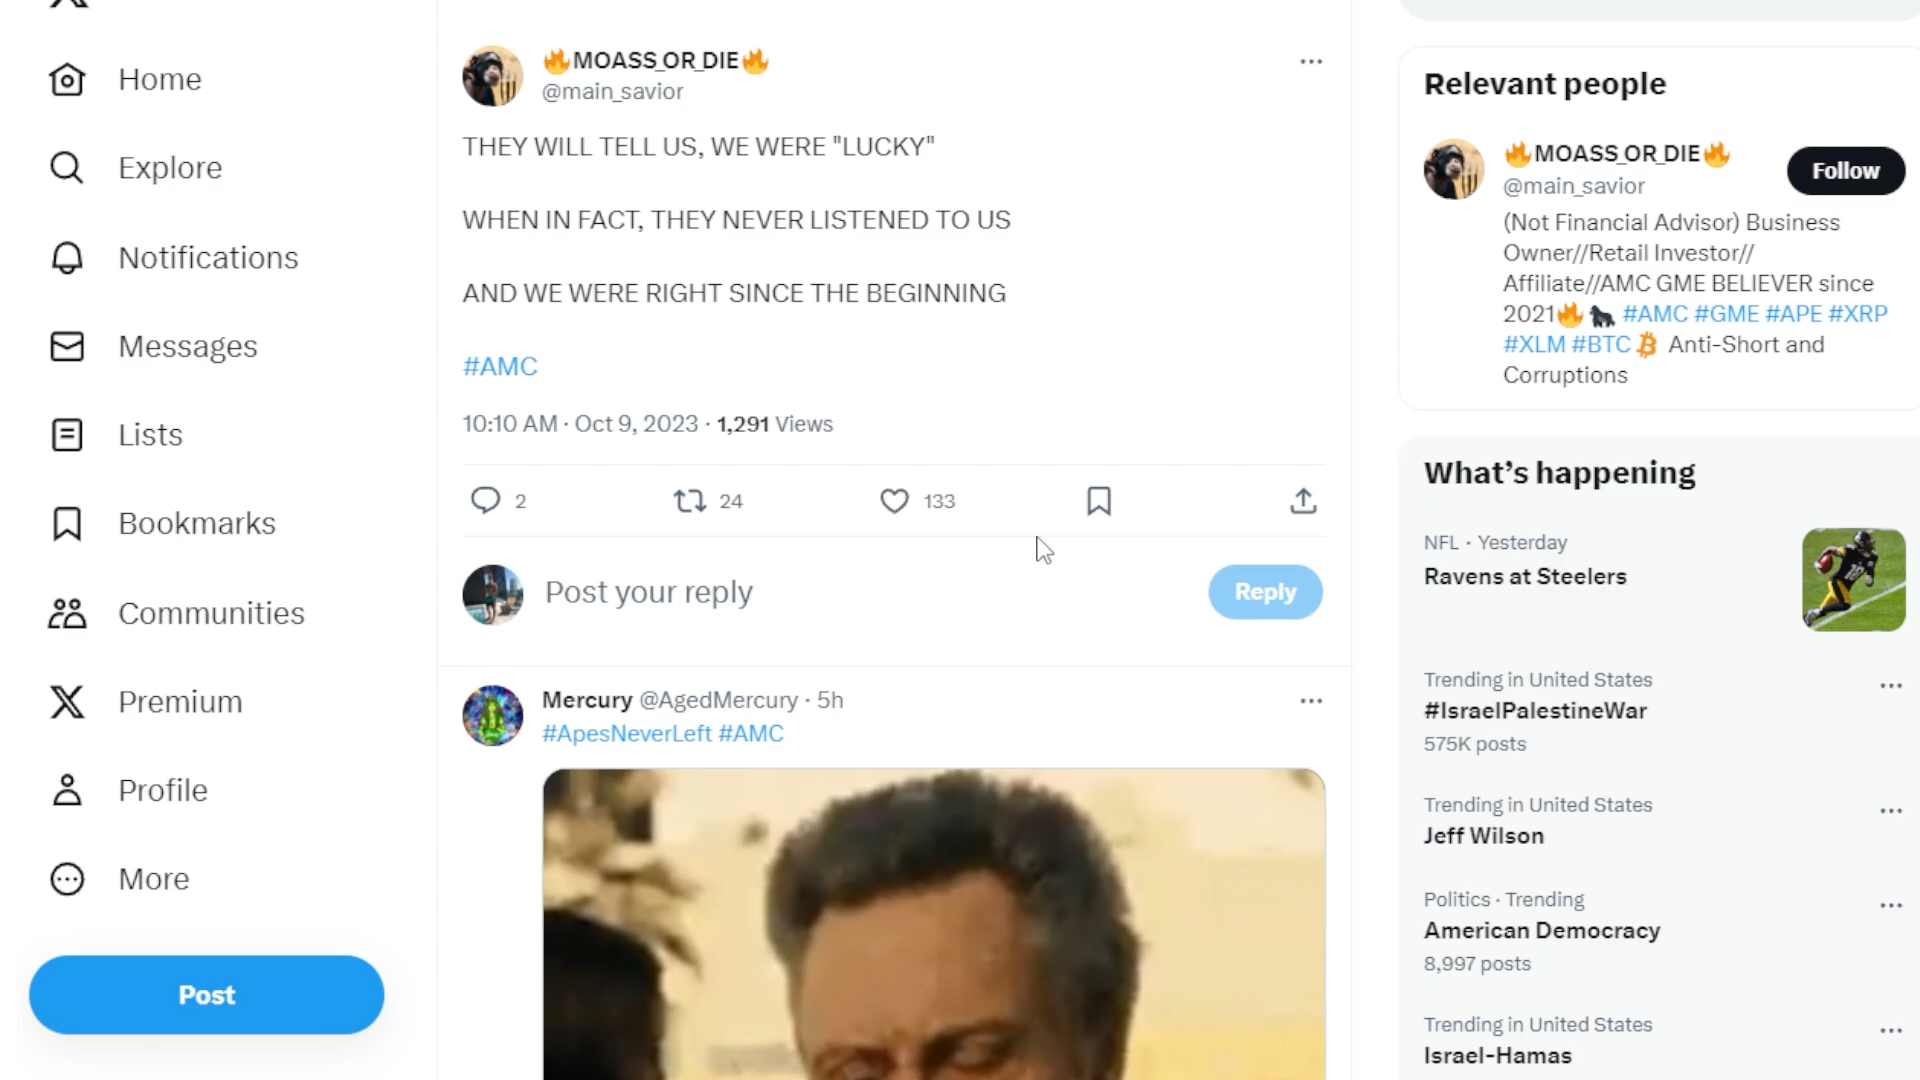 Home
Explore
Notifications
Messages
Lists
Bookmarks
Communities
Premium
Profile
More
Post
🔥MOASS_OR_DIE🔥
@main_savior
THEY WILL TELL US, WE WERE "LUCKY"
WHEN IN FACT, THEY NEVER LISTENED TO US
AND WE WERE RIGHT SINCE THE BEGINNING
#AMC
10:10 AM · Oct 9, 2023 · 1,291 Views
2 24 133
Post your reply
Reply
Mercury @AgedMercury · 5h
#ApesNeverLeft #AMC
Relevant people
🔥MOASS_OR_DIE🔥
@main_savior
Follow
(Not Financial Advisor) Business
Owner//Retail Investor//
Affiliate//AMC GME BELIEVER since
2021🔥🦍 #AMC #GME #APE #XRP
#XLM #BTC Anti-Short and
Corruptions
What’s happening
NFL · Yesterday
Ravens at Steelers
Trending in United States
#IsraelPalestineWar
575K posts
Trending in United States
Jeff Wilson
Politics · Trending
American Democracy
8,997 posts
Trending in United States
Israel-Hamas